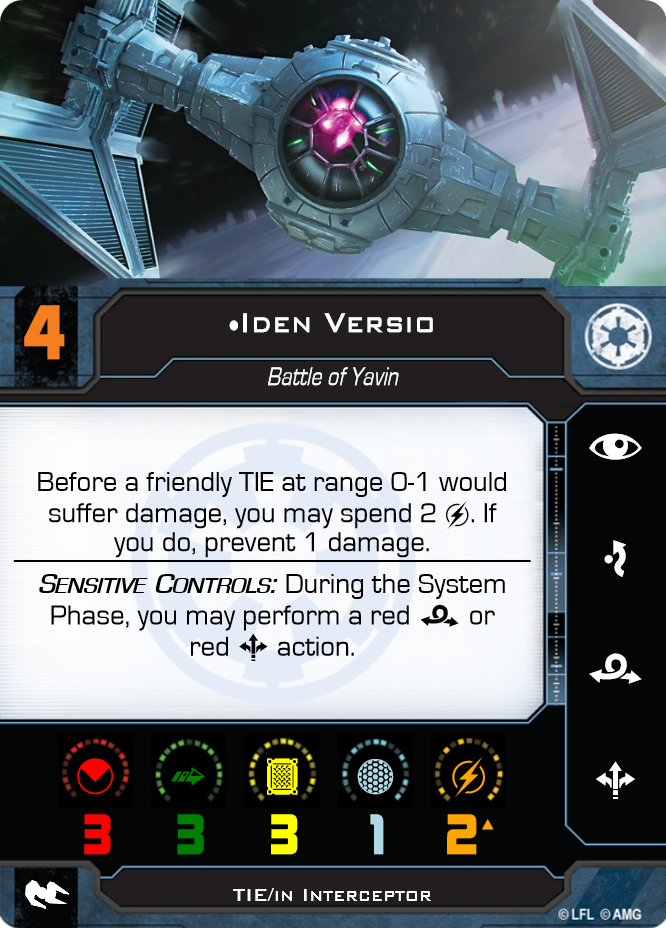 4
•Iden Versio
Battle of Yavin
Before a friendly TIE at range 0-1 would
suffer damage, you may spend 2 . If
you do, prevent 1 damage.
Sensitive Controls: During the System
Phase, you may perform a red or
red action.
3 3 3 1 2
TIE/in Interceptor
© LFL © AMG